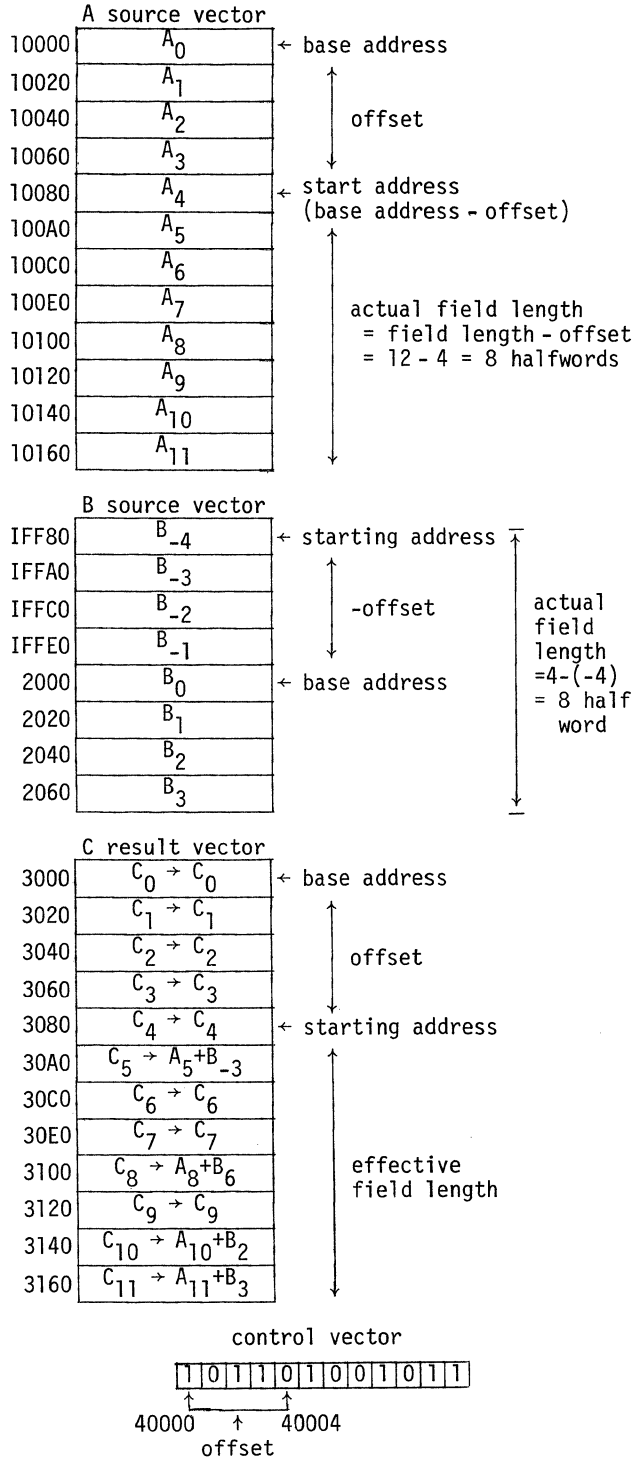 A source vector
10000 A0 ← base address
10020 A1
10040 A2 offset
10060 A3
10080 A4 ← start address
(base address - offset)
100A0 A5
100C0 A6
100E0 A7 actual field length
= field length - offset
10100 A8
= 12 - 4 = 8 halfwords
10120 A9
10140 A10
10160 A11
B source vector
IFF80 B-4 ← starting address
IFFA0 B-3
IFFC0 B-2 -offset
IFFE0 B-1
2000 B0 ← base address
2020 B1
2040 B2
2060 B3
actual
field
length
=4-(-4)
= 8 half
word
C result vector
3000 C0 → C0 ← base address
3020 C1 → C1
3040 C2 → C2 offset
3060 C3 → C3
3080 C4 → C4 ← starting address
30A0 C5 → A5+B-3
30C0 C6 → C6
30E0 C7 → C7
3100 C8 → A8+B6 effective
field length
3120 C9 → C9
3140 C10 → A10+B2
3160 C11 → A11+B3
control vector
1 0 1 1 0 1 0 0 1 0 1 1
40000 ↑ 40004
offset